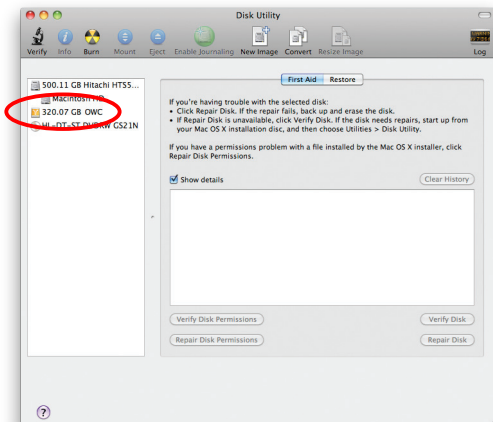 Disk Utility
Verify Info Burn Mount Eject Enable Journaling New Image Convert Resize Image Log
500.11 GB Hitachi HTS5...
Macintosh HD
320.07 GB OWC
HL-DT-ST DVDRW GS21N
First Aid Restore
If you're having trouble with the selected disk:
• Click Repair Disk. If the repair fails, back up and erase the disk.
• If Repair Disk is unavailable, click Verify Disk. If the disk needs repairs, start up from
your Mac OS X installation disc, and then choose Utilities > Disk Utility.
If you have a permissions problem with a file installed by the Mac OS X installer, click
Repair Disk Permissions.
Show details
Clear History
Verify Disk Permissions
Verify Disk
Repair Disk Permissions
Repair Disk
?